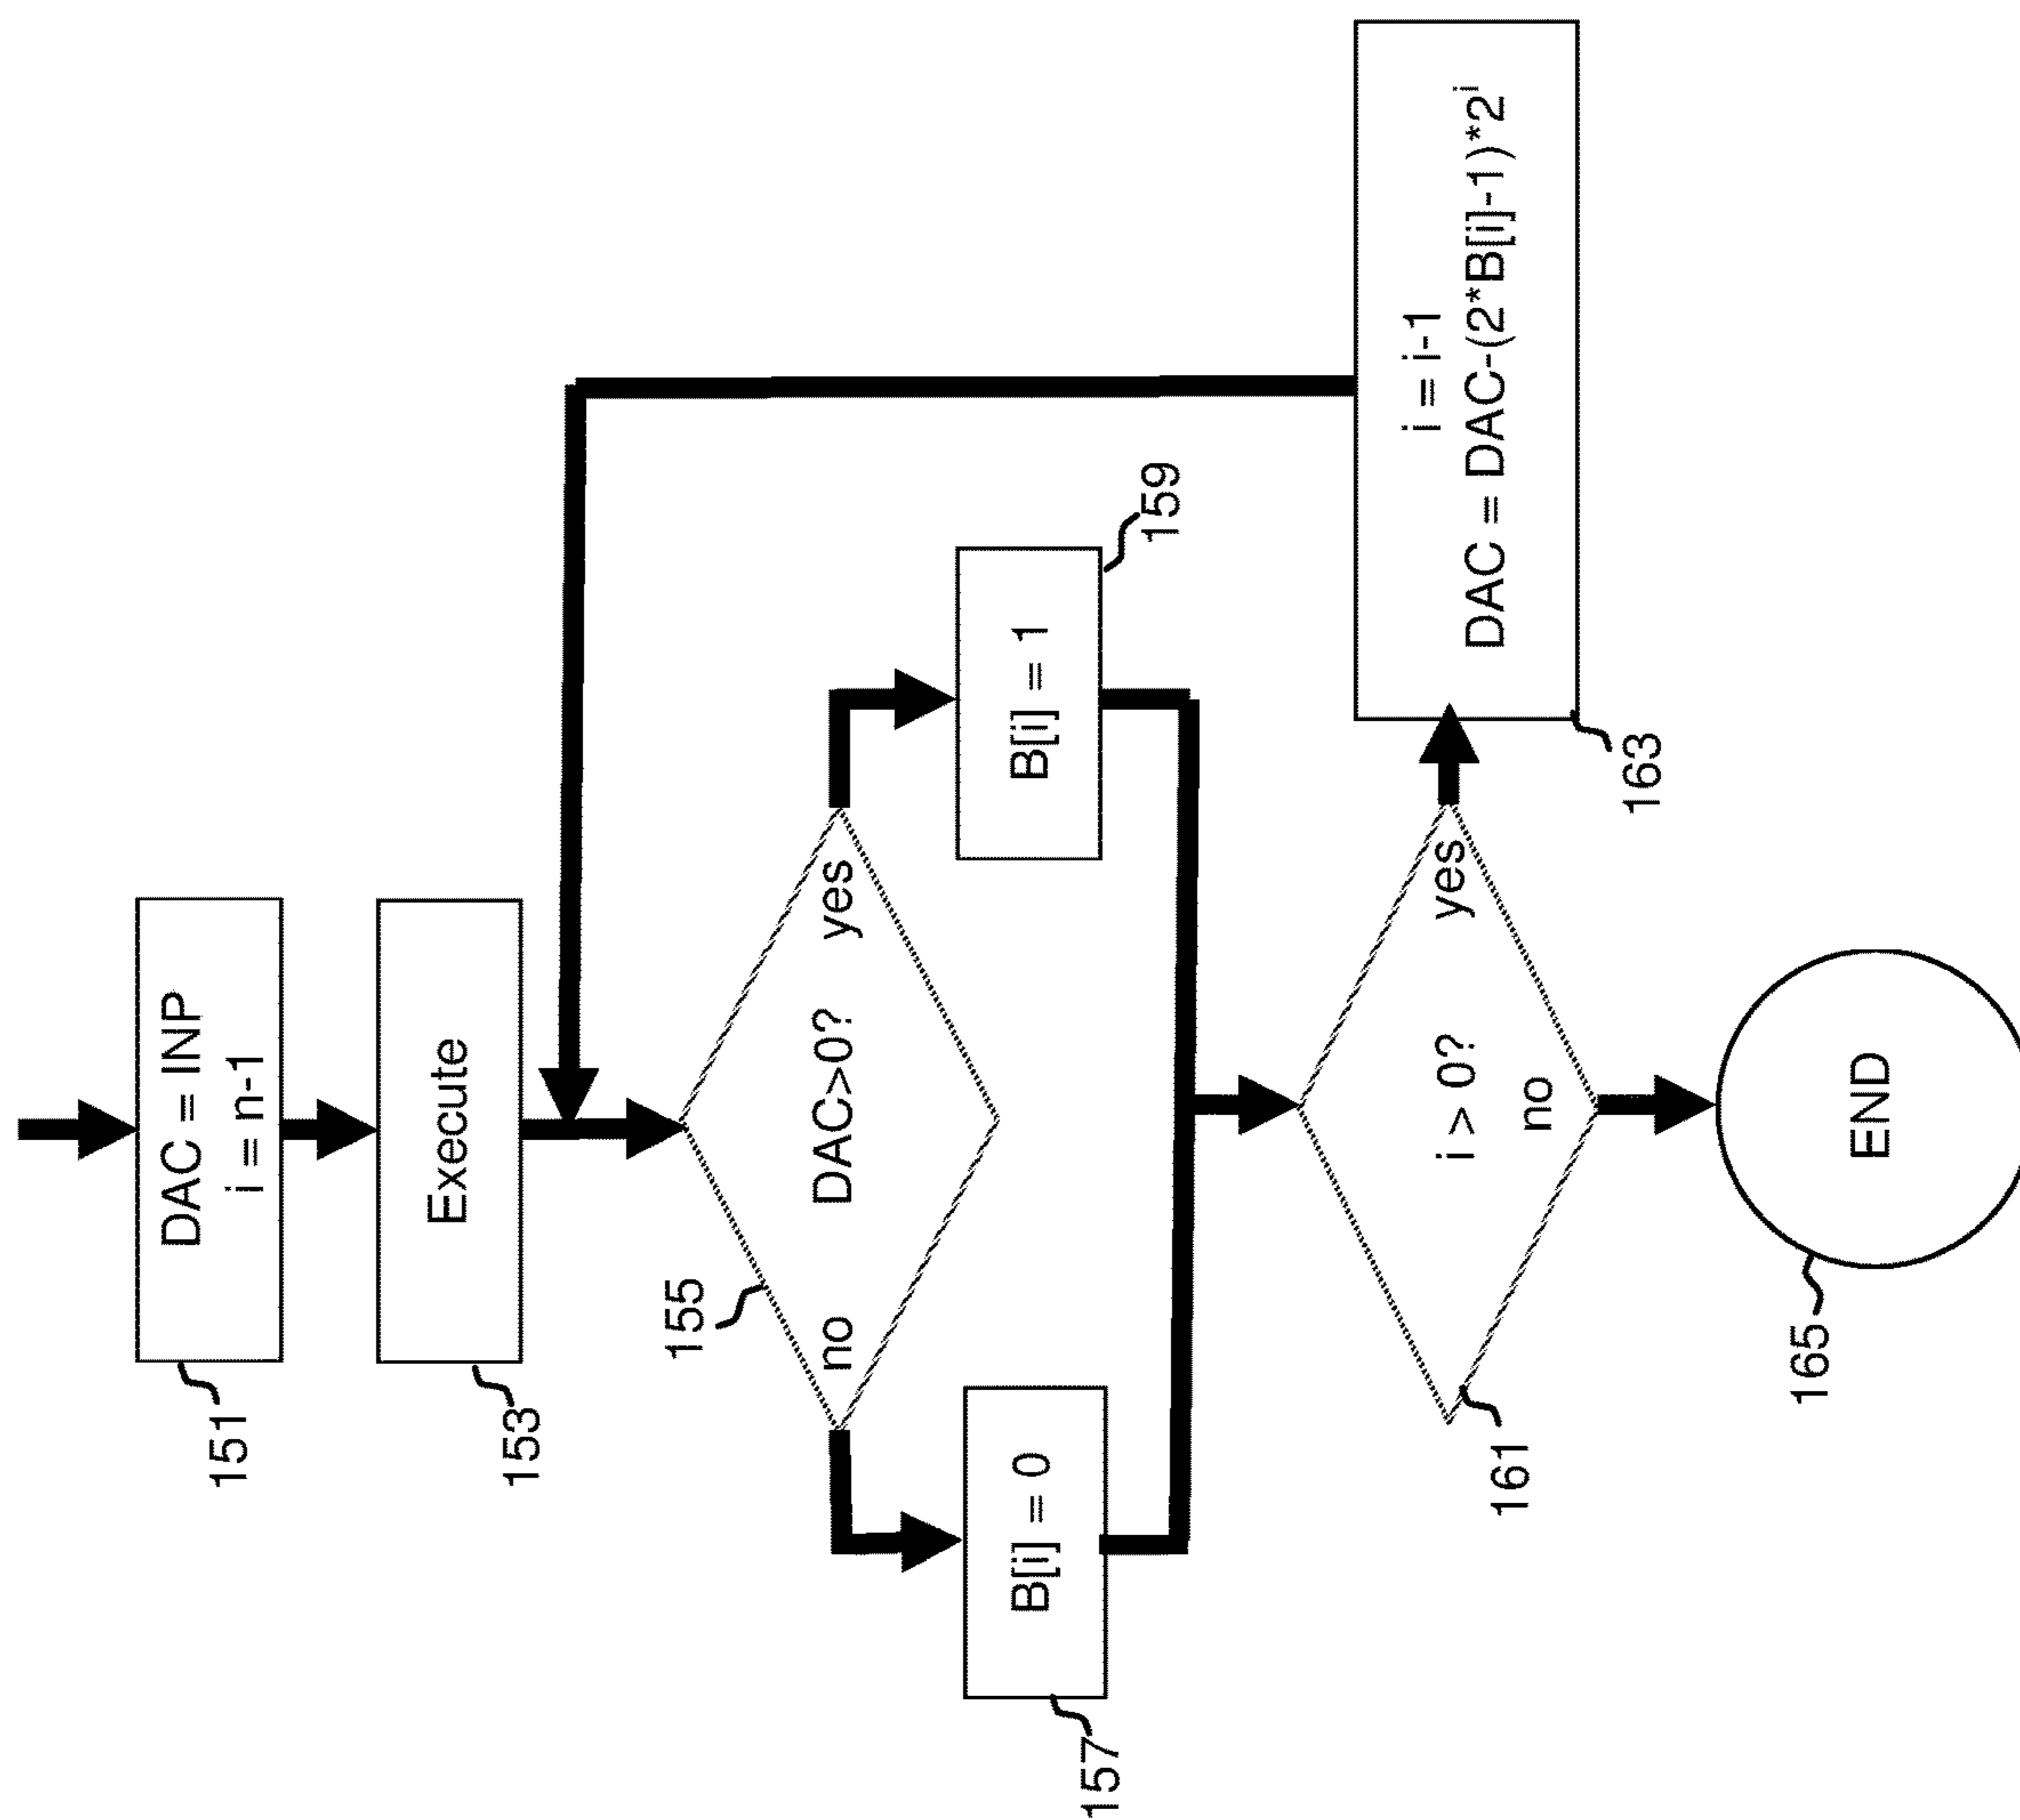 DAC = INP
i = n-1
151
Execute
153
155
no
DAC>0?
yes
B[i] = 0
157
B[i] = 1
159
i > 0?
yes
no
161
i = i-1
DAC = DAC-(2*B[i]-1)*2^i
163
END
165